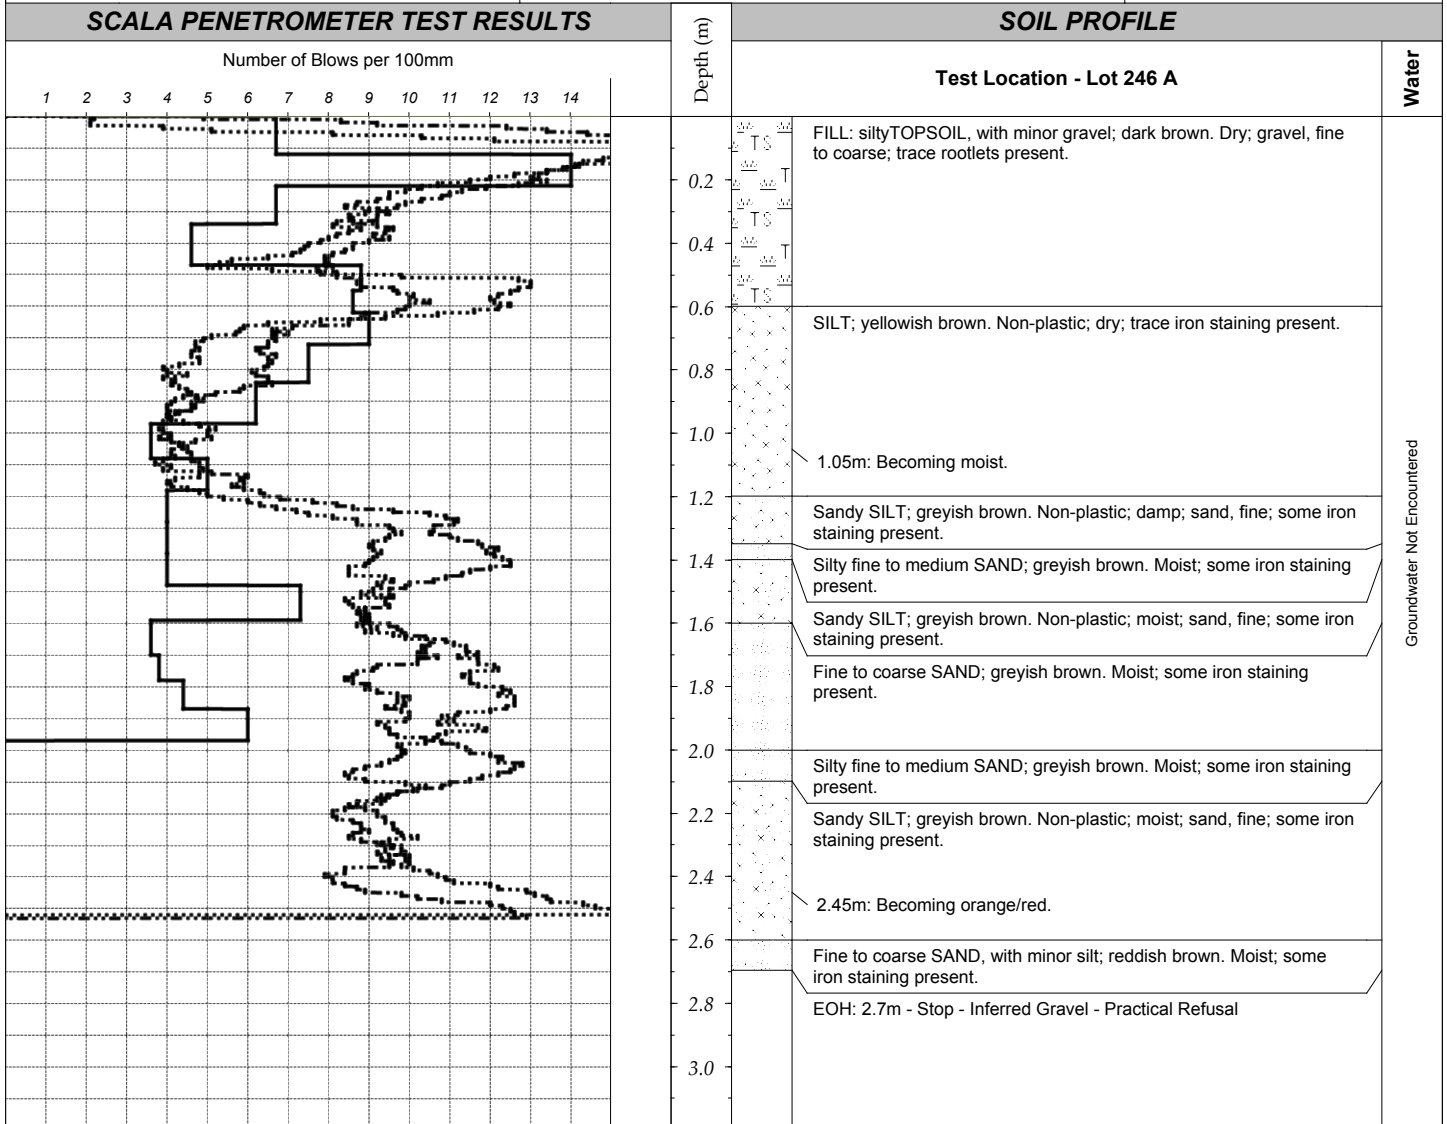 SCALA PENETROMETER TEST RESULTS
Number of Blows per 100mm
1 2 3 4 5 6 7 8 9 10 11 12 13 14
Depth (m)
0.2
0.4
0.6
0.8
1.0
1.2
1.4
1.6
1.8
2.0
2.2
2.4
2.6
2.8
3.0
SOIL PROFILE
Test Location - Lot 246 A
Water
TS
T
TS
T
TS
FILL: siltyTOPSOIL, with minor gravel; dark brown. Dry; gravel, fine
to coarse; trace rootlets present.
SILT; yellowish brown. Non-plastic; dry; trace iron staining present.
1.05m: Becoming moist.
Sandy SILT; greyish brown. Non-plastic; damp; sand, fine; some iron
staining present.
Silty fine to medium SAND; greyish brown. Moist; some iron staining
present.
Sandy SILT; greyish brown. Non-plastic; moist; sand, fine; some iron
staining present.
Fine to coarse SAND; greyish brown. Moist; some iron staining
present.
Silty fine to medium SAND; greyish brown. Moist; some iron staining
present.
Sandy SILT; greyish brown. Non-plastic; moist; sand, fine; some iron
staining present.
2.45m: Becoming orange/red.
Fine to coarse SAND, with minor silt; reddish brown. Moist; some
iron staining present.
EOH: 2.7m - Stop - Inferred Gravel - Practical Refusal
Groundwater Not Encountered